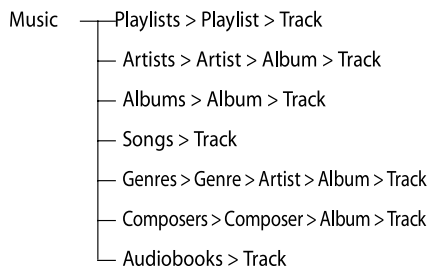 Music Playlists > Playlist > Track
Artists > Artist > Album > Track
Albums > Album > Track
Songs > Track
Genres > Genre > Artist > Album > Track
Composers > Composer > Album > Track
Audiobooks > Track